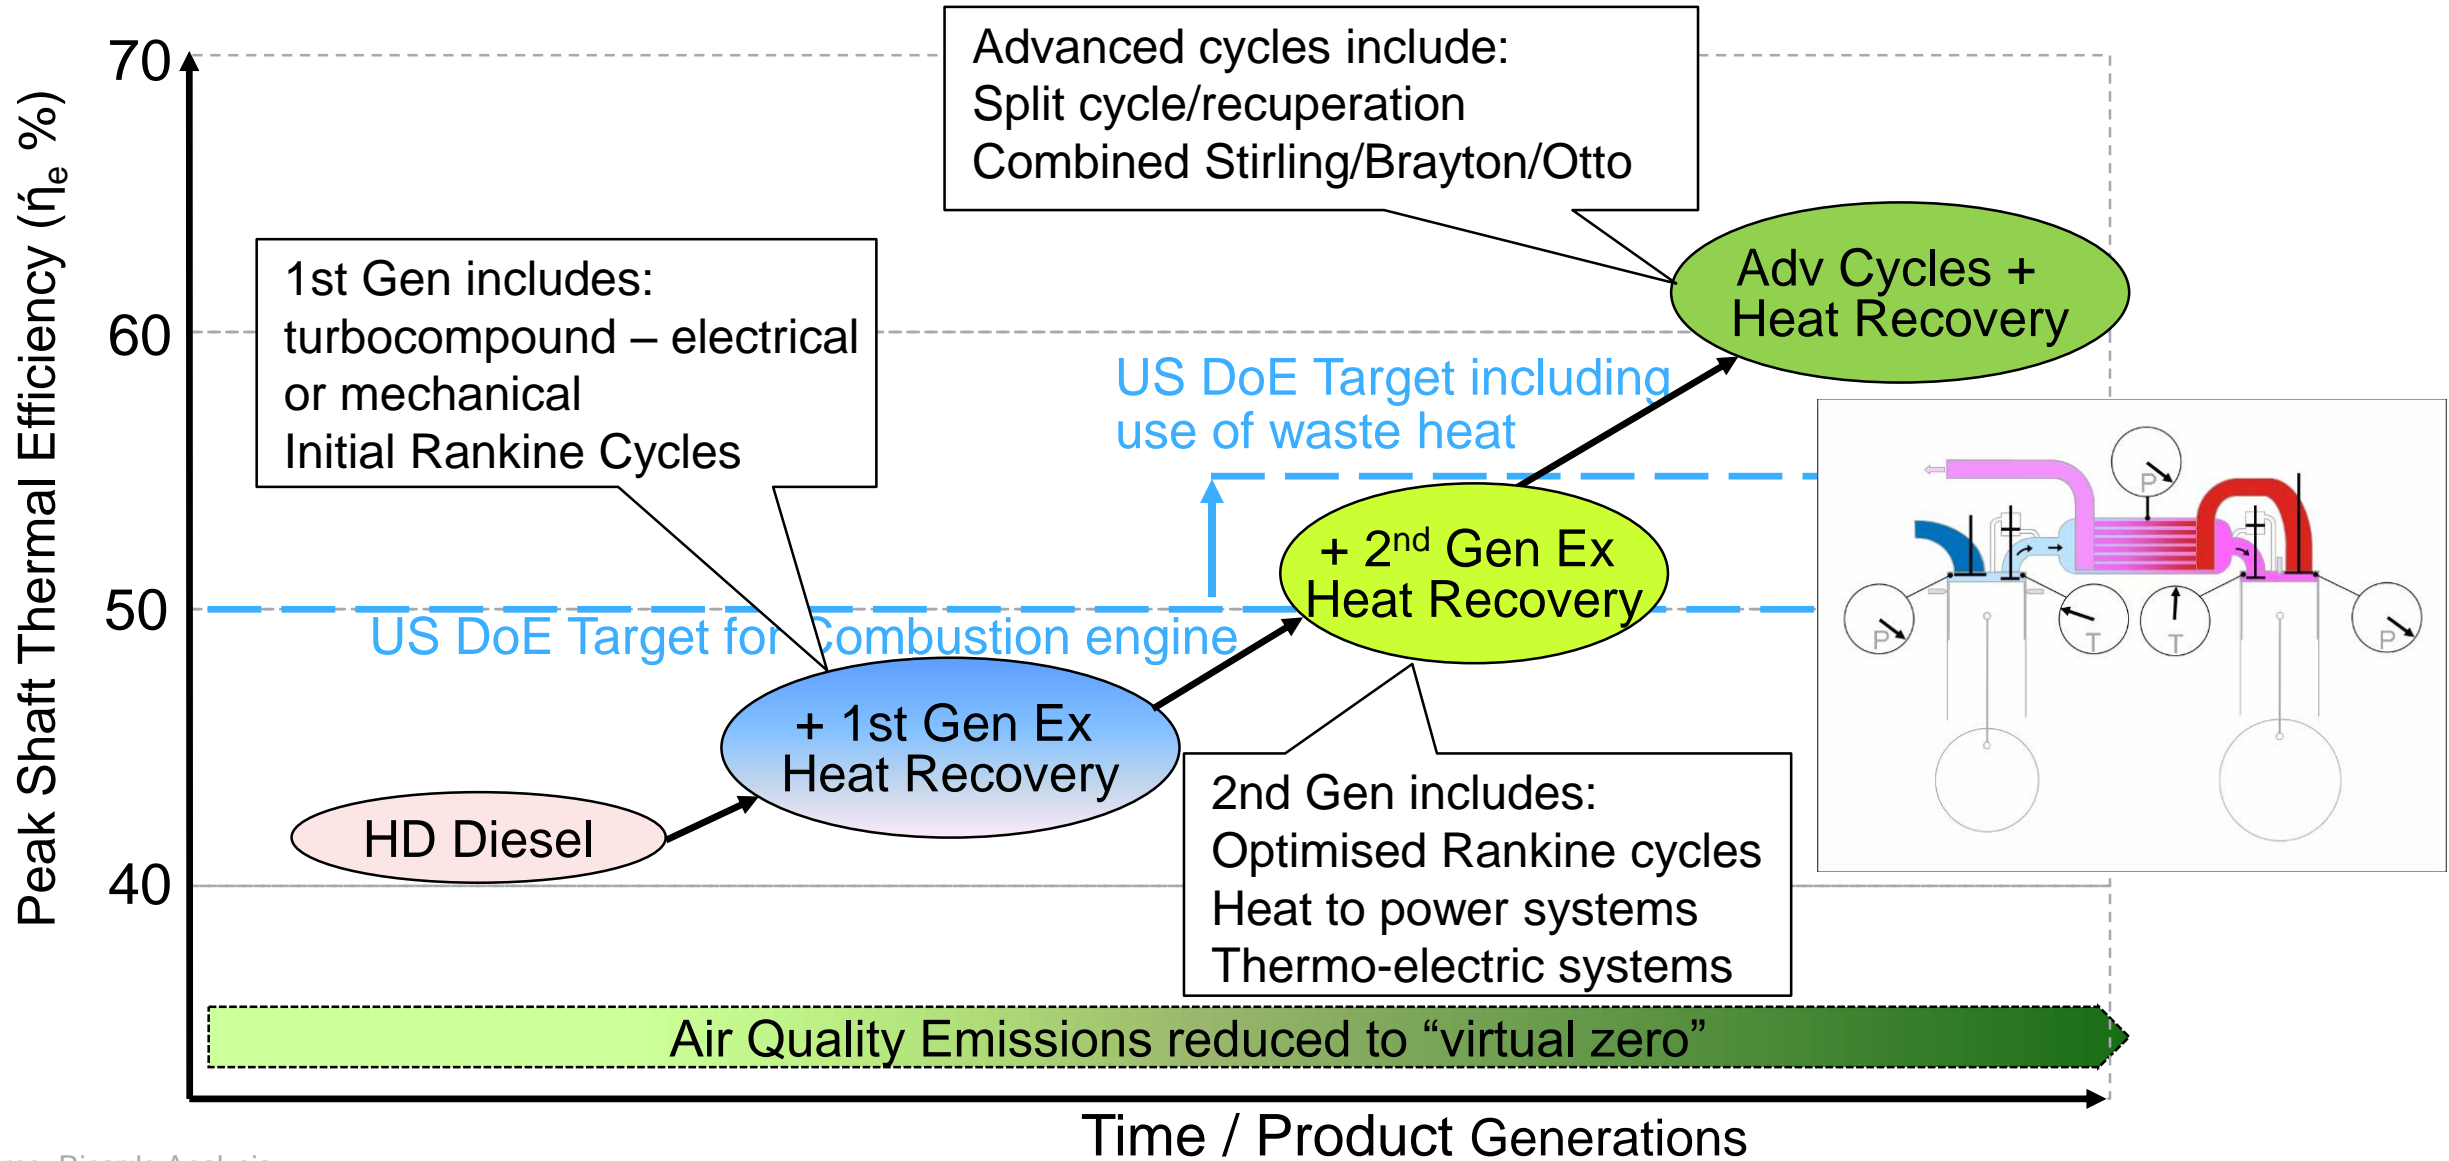 Peak Shaft Thermal Efficiency (ή_e %)
70
60
50
40
Advanced cycles include:
Split cycle/recuperation
Combined Stirling/Brayton/Otto
1st Gen includes:
turbocompound – electrical
or mechanical
Initial Rankine Cycles
Adv Cycles +
Heat Recovery
US DoE Target including
use of waste heat
+ 2nd Gen Ex
Heat Recovery
US DoE Target for Combustion engine
+ 1st Gen Ex
Heat Recovery
HD Diesel
2nd Gen includes:
Optimised Rankine cycles
Heat to power systems
Thermo-electric systems
P
P
T
T
P
Air Quality Emissions reduced to “virtual zero”
Time / Product Generations